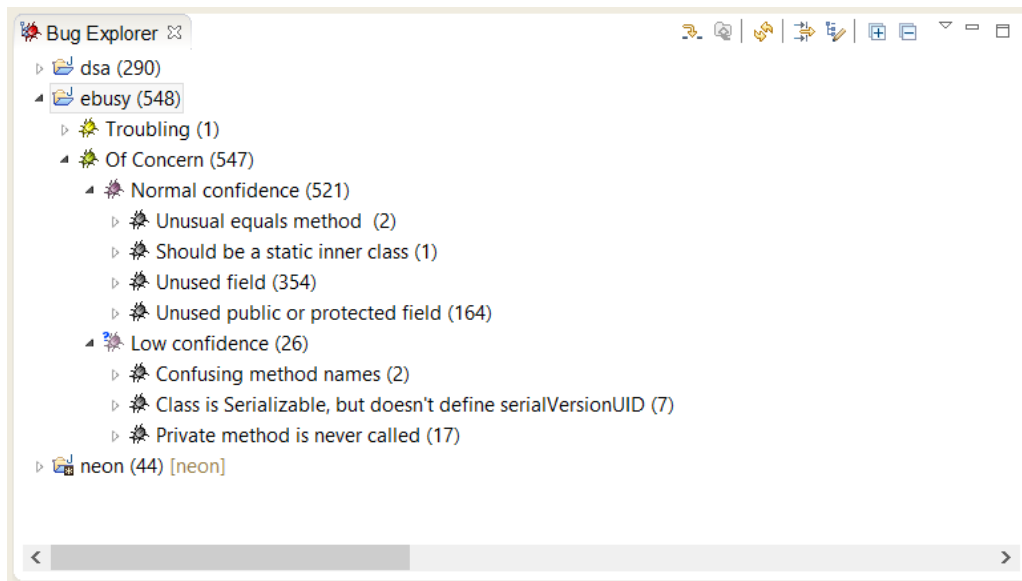 Bug Explorer
dsa (290)
ebusy (548)
Troubling (1)
Of Concern (547)
Normal confidence (521)
Unusual equals method  (2)
Should be a static inner class (1)
Unused field (354)
Unused public or protected field (164)
Low confidence (26)
Confusing method names (2)
Class is Serializable, but doesn't define serialVersionUID (7)
Private method is never called (17)
neon (44) [neon]